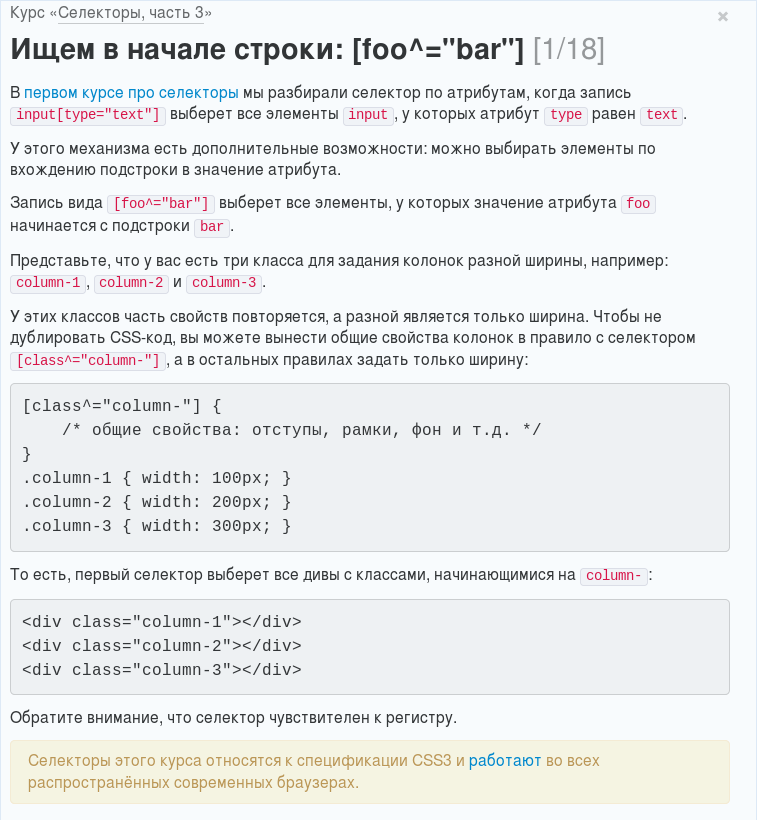 Курс «Селекторы, часть 3»
Ищем в начале строки: [foo^="bar"] [1/18]
В первом курсе про селекторы мы разбирали селектор по атрибутам, когда запись
input[type="text"] выберет все элементы input, у которых атрибут type равен text.
У этого механизма есть дополнительные возможности: можно выбирать элементы по
вхождению подстроки в значение атрибута.
Запись вида [foo^="bar"] выберет все элементы, у которых значение атрибута foo
начинается с подстроки bar.
Представьте, что у вас есть три класса для задания колонок разной ширины, например:
column-1, column-2 и column-3.
У этих классов часть свойств повторяется, а разной является только ширина. Чтобы не
дублировать CSS-код, вы можете вынести общие свойства колонок в правило с селектором
[class^="column-"], а в остальных правилах задать только ширину:
[class^="column-"] {
    /* общие свойства: отступы, рамки, фон и т.д. */
}
.column-1 { width: 100px; }
.column-2 { width: 200px; }
.column-3 { width: 300px; }
То есть, первый селектор выберет все дивы с классами, начинающимися на column-:
<div class="column-1"></div>
<div class="column-2"></div>
<div class="column-3"></div>
Обратите внимание, что селектор чувствителен к регистру.
Селекторы этого курса относятся к спецификации CSS3 и работают во всех
распространённых современных браузерах.